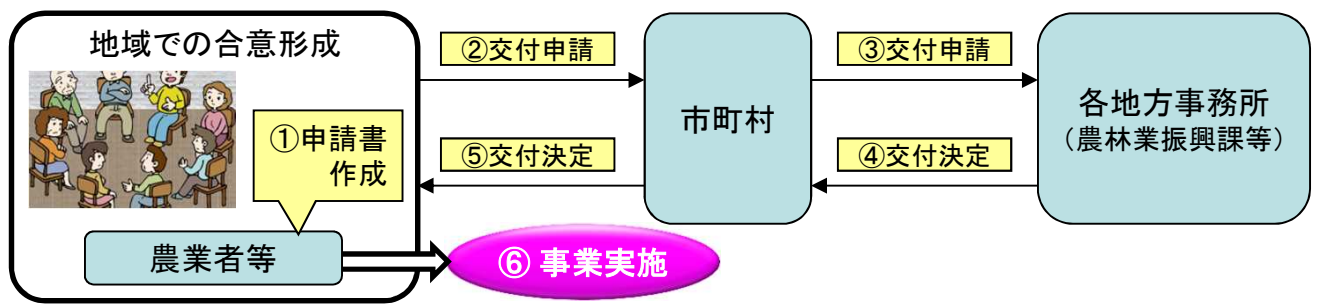 地域での合意形成
①申請書
作成
農業者等
②交付申請
⑤交付決定
市町村
③交付申請
④交付決定
各地方事務所
（農林業振興課等）
⑥ 事業実施